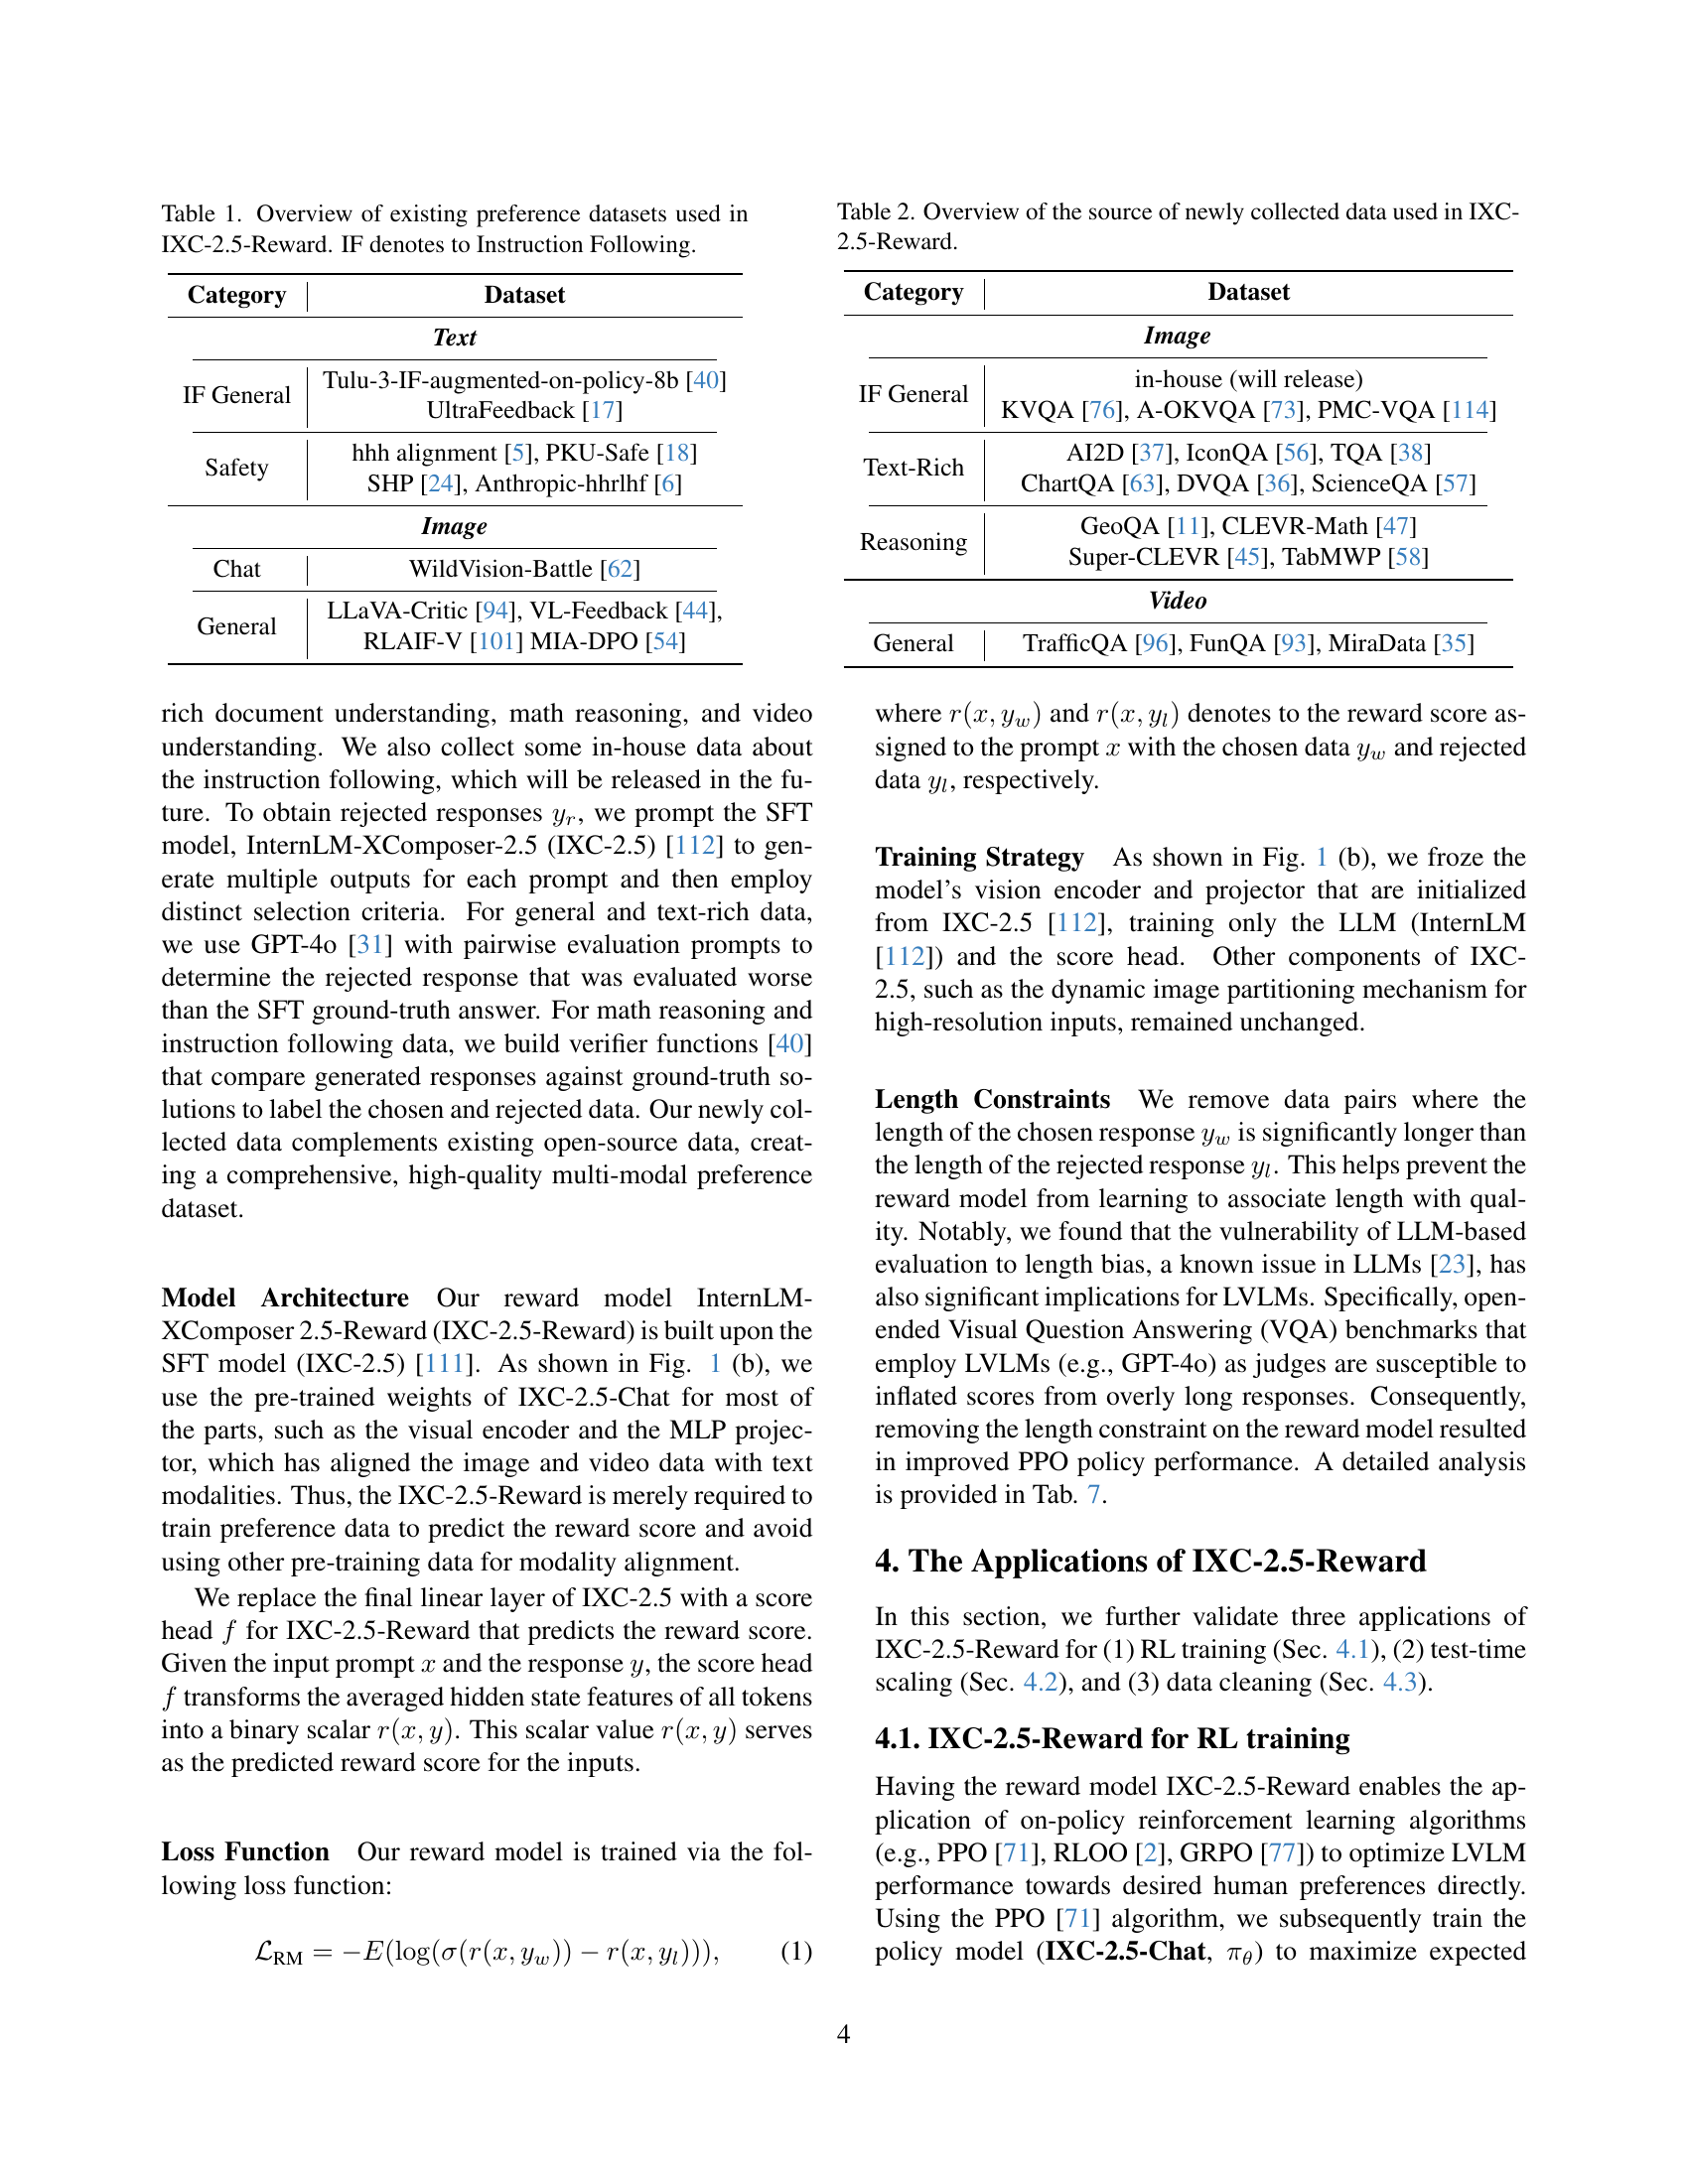 Table 1. Overview of existing preference datasets used in
IXC-2.5-Reward. IF denotes to Instruction Following.
Category Dataset
Text
IF General Tulu-3-IF-augmented-on-policy-8b [40]
UltraFeedback [17]
Safety hhh alignment [5], PKU-Safe [18]
SHP [24], Anthropic-hhrlhf [6]
Image
Chat WildVision-Battle [62]
General LLaVA-Critic [94], VL-Feedback [44],
RLAIF-V [101] MIA-DPO [54]
rich document understanding, math reasoning, and video
understanding. We also collect some in-house data about
the instruction following, which will be released in the fu-
ture. To obtain rejected responses y_r, we prompt the SFT
model, InternLM-XComposer-2.5 (IXC-2.5) [112] to gen-
erate multiple outputs for each prompt and then employ
distinct selection criteria. For general and text-rich data,
we use GPT-4o [31] with pairwise evaluation prompts to
determine the rejected response that was evaluated worse
than the SFT ground-truth answer. For math reasoning and
instruction following data, we build verifier functions [40]
that compare generated responses against ground-truth so-
lutions to label the chosen and rejected data. Our newly col-
lected data complements existing open-source data, creat-
ing a comprehensive, high-quality multi-modal preference
dataset.
Model Architecture Our reward model InternLM-
XComposer 2.5-Reward (IXC-2.5-Reward) is built upon the
SFT model (IXC-2.5) [111]. As shown in Fig. 1 (b), we
use the pre-trained weights of IXC-2.5-Chat for most of
the parts, such as the visual encoder and the MLP projec-
tor, which has aligned the image and video data with text
modalities. Thus, the IXC-2.5-Reward is merely required to
train preference data to predict the reward score and avoid
using other pre-training data for modality alignment.
We replace the final linear layer of IXC-2.5 with a score
head f for IXC-2.5-Reward that predicts the reward score.
Given the input prompt x and the response y, the score head
f transforms the averaged hidden state features of all tokens
into a binary scalar r(x, y). This scalar value r(x, y) serves
as the predicted reward score for the inputs.
Loss Function Our reward model is trained via the fol-
lowing loss function:
L_RM = −E(log(σ(r(x, y_w)) − r(x, y_l))), (1)
Table 2. Overview of the source of newly collected data used in IXC-
2.5-Reward.
Category Dataset
Image
IF General in-house (will release)
KVQA [76], A-OKVQA [73], PMC-VQA [114]
Text-Rich AI2D [37], IconQA [56], TQA [38]
ChartQA [63], DVQA [36], ScienceQA [57]
Reasoning GeoQA [11], CLEVR-Math [47]
Super-CLEVR [45], TabMWP [58]
Video
General TrafficQA [96], FunQA [93], MiraData [35]
where r(x, y_w) and r(x, y_l) denotes to the reward score as-
signed to the prompt x with the chosen data y_w and rejected
data y_l, respectively.
Training Strategy As shown in Fig. 1 (b), we froze the
model's vision encoder and projector that are initialized
from IXC-2.5 [112], training only the LLM (InternLM
[112]) and the score head. Other components of IXC-
2.5, such as the dynamic image partitioning mechanism for
high-resolution inputs, remained unchanged.
Length Constraints We remove data pairs where the
length of the chosen response y_w is significantly longer than
the length of the rejected response y_l. This helps prevent the
reward model from learning to associate length with qual-
ity. Notably, we found that the vulnerability of LLM-based
evaluation to length bias, a known issue in LLMs [23], has
also significant implications for LVLMs. Specifically, open-
ended Visual Question Answering (VQA) benchmarks that
employ LVLMs (e.g., GPT-4o) as judges are susceptible to
inflated scores from overly long responses. Consequently,
removing the length constraint on the reward model resulted
in improved PPO policy performance. A detailed analysis
is provided in Tab. 7.
4. The Applications of IXC-2.5-Reward
In this section, we further validate three applications of
IXC-2.5-Reward for (1) RL training (Sec. 4.1), (2) test-time
scaling (Sec. 4.2), and (3) data cleaning (Sec. 4.3).
4.1. IXC-2.5-Reward for RL training
Having the reward model IXC-2.5-Reward enables the ap-
plication of on-policy reinforcement learning algorithms
(e.g., PPO [71], RLOO [2], GRPO [77]) to optimize LVLM
performance towards desired human preferences directly.
Using the PPO [71] algorithm, we subsequently train the
policy model (IXC-2.5-Chat, π_θ) to maximize expected
4